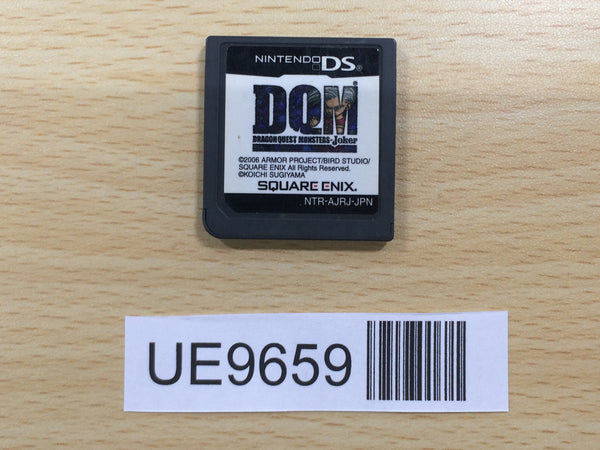 NINTENDO DS
DQM
DRAGON QUEST MONSTERS-Joker
©2006 ARMOR PROJECT/BIRD STUDIO/
SQUARE ENIX All Rights Reserved.
©KOICHI SUGIYAMA
SQUARE ENIX.
NTR-AJRJ-JPN
UE9659